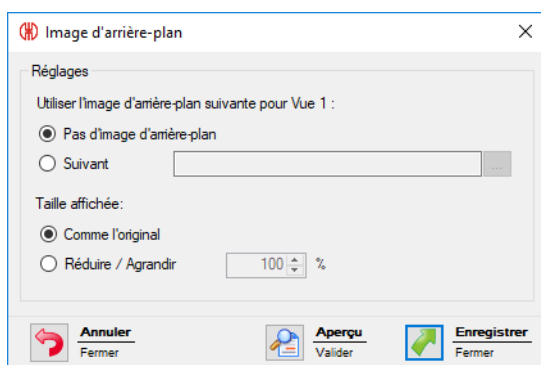 Image d'arrière-plan
Réglages
Utiliser l'image d'arrière-plan suivante pour Vue 1 :
Pas d'image d'arrière-plan
Suivant ...
Taille affichée:
Comme l'original
Réduire / Agrandir 100 %
Annuler Aperçu Enregistrer
Fermer Valider Fermer